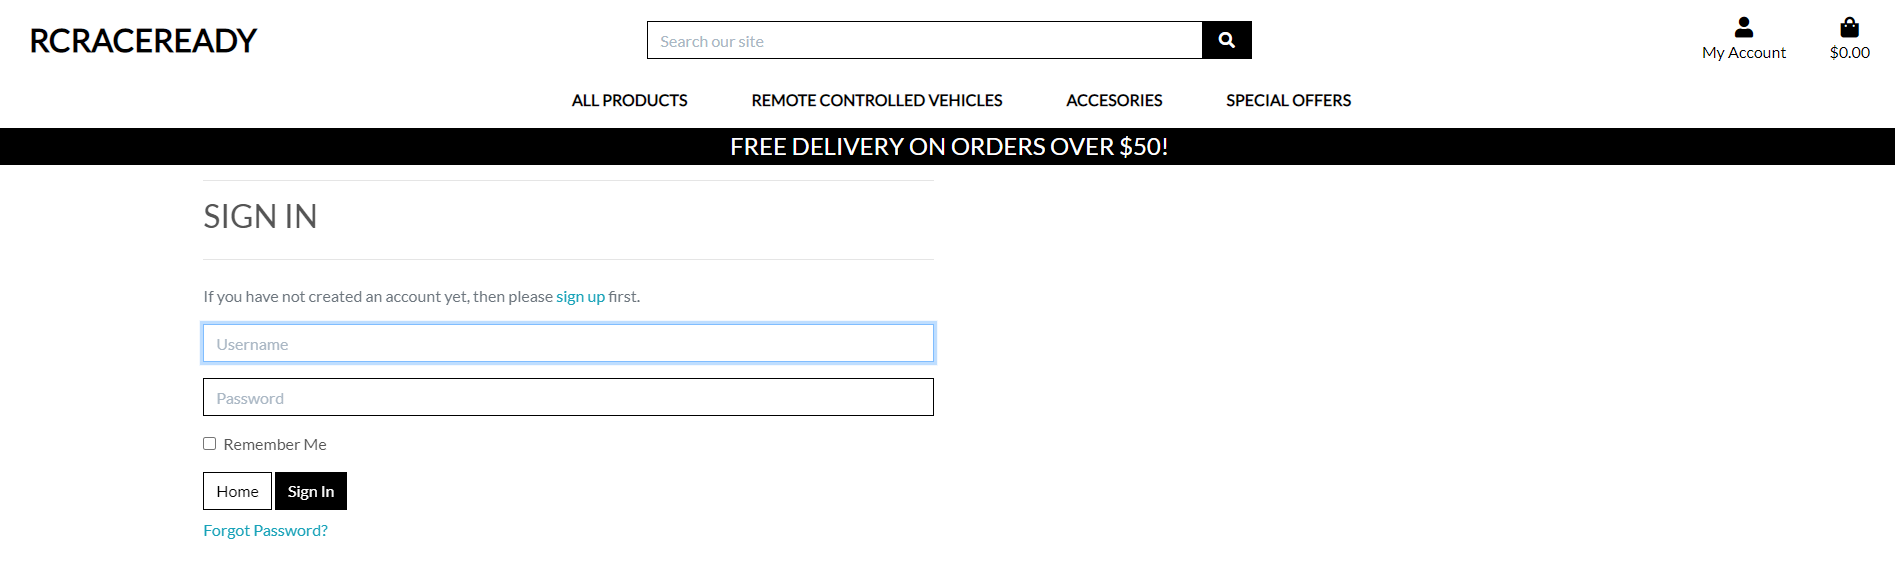 RCRACEREADY
Search our site
My Account
$0.00
ALL PRODUCTS REMOTE CONTROLLED VEHICLES ACCESORIES SPECIAL OFFERS
FREE DELIVERY ON ORDERS OVER $50!
SIGN IN
If you have not created an account yet, then please sign up first.
Username
Password
Remember Me
Home Sign In
Forgot Password?